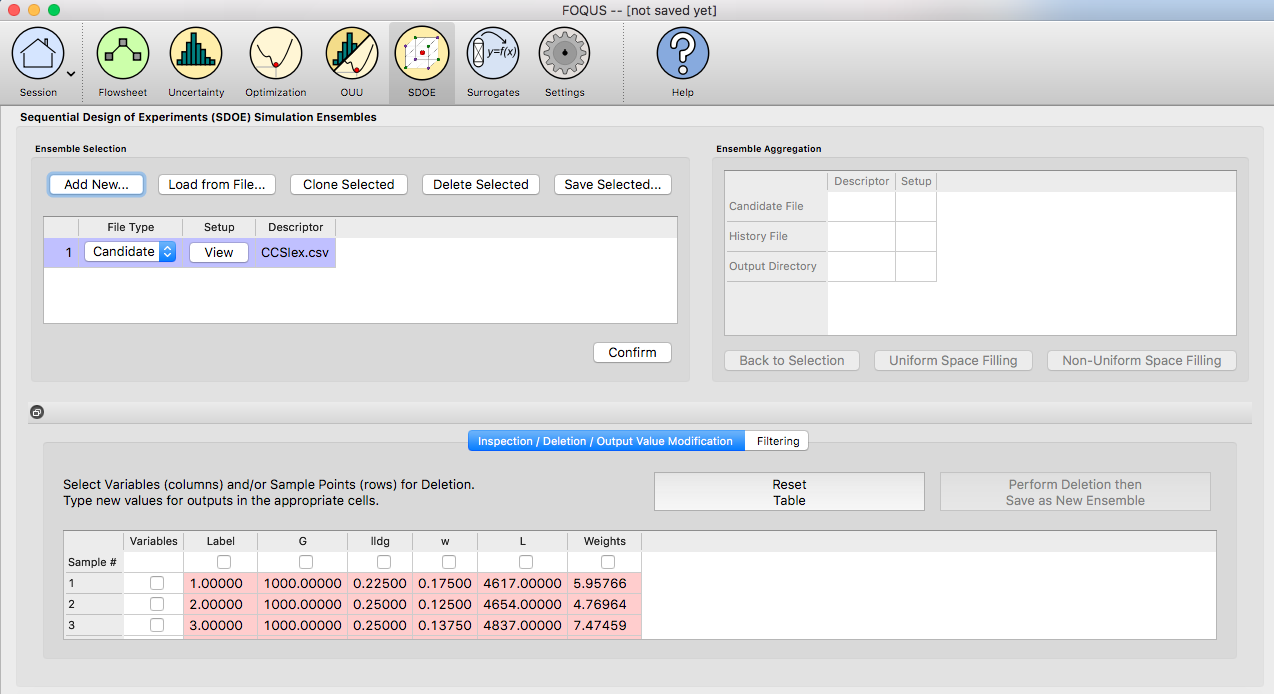 FOQUS -- [not saved yet]
Session Flowsheet Uncertainty Optimization OUU SDOE y=f(x) Surrogates Settings Help
Sequential Design of Experiments (SDOE) Simulation Ensembles
Ensemble Selection
Add New... Load from File... Clone Selected Delete Selected Save Selected...
File Type Setup Descriptor
1 Candidate View CCSIex.csv
Confirm
Ensemble Aggregation
Descriptor Setup
Candidate File
History File
Output Directory
Back to Selection Uniform Space Filling Non-Uniform Space Filling
Inspection / Deletion / Output Value Modification Filtering
Select Variables (columns) and/or Sample Points (rows) for Deletion.
Type new values for outputs in the appropriate cells.
Reset
Table
Perform Deletion then
Save as New Ensemble
Variables Label G lldg w L Weights
Sample #
1 1.00000 1000.00000 0.22500 0.17500 4617.00000 5.95766
2 2.00000 1000.00000 0.25000 0.12500 4654.00000 4.76964
3 3.00000 1000.00000 0.25000 0.13750 4837.00000 7.47459